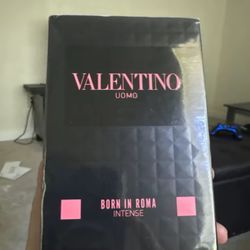 VALENTINO
UOMO
BORN IN ROMA
INTENSE